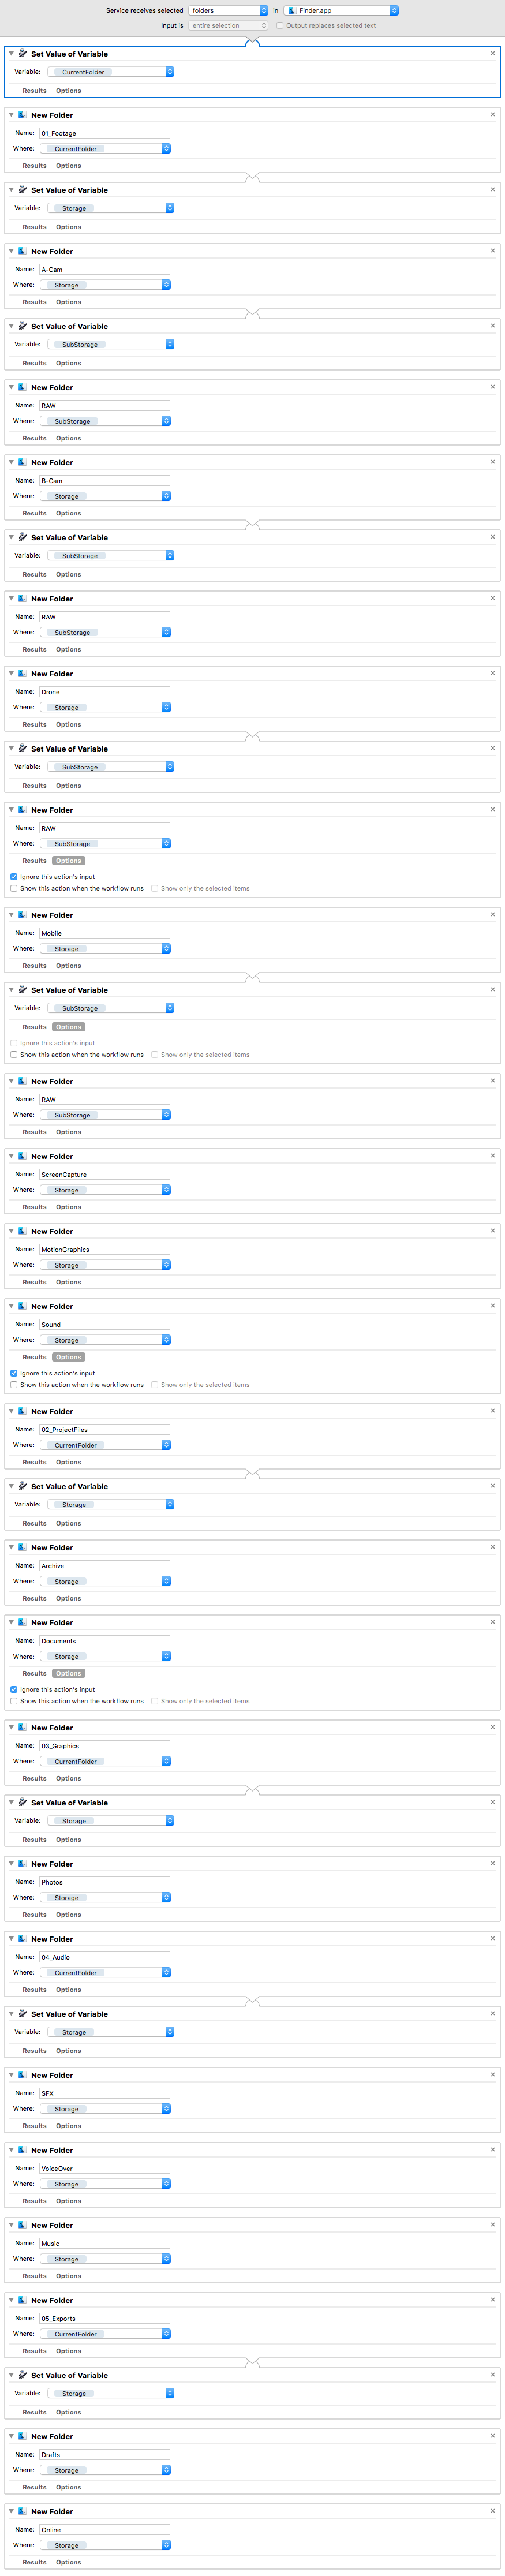 Service receives selected folders in Finder.app
Input is entire selection Output replaces selected text
Set Value of Variable
Variable: CurrentFolder
Results Options
New Folder
Name: 01_Footage
Where: CurrentFolder
Results Options
Set Value of Variable
Variable: Storage
Results Options
New Folder
Name: A-Cam
Where: Storage
Results Options
Set Value of Variable
Variable: SubStorage
Results Options
New Folder
Name: RAW
Where: SubStorage
Results Options
New Folder
Name: B-Cam
Where: Storage
Results Options
Set Value of Variable
Variable: SubStorage
Results Options
New Folder
Name: RAW
Where: SubStorage
Results Options
New Folder
Name: Drone
Where: Storage
Results Options
Set Value of Variable
Variable: SubStorage
Results Options
New Folder
Name: RAW
Where: SubStorage
Results Options
Ignore this action's input
Show this action when the workflow runs Show only the selected items
New Folder
Name: Mobile
Where: Storage
Results Options
Set Value of Variable
Variable: SubStorage
Results Options
Ignore this action's input
Show this action when the workflow runs Show only the selected items
New Folder
Name: RAW
Where: SubStorage
Results Options
New Folder
Name: ScreenCapture
Where: Storage
Results Options
New Folder
Name: MotionGraphics
Where: Storage
Results Options
New Folder
Name: Sound
Where: Storage
Results Options
Ignore this action's input
Show this action when the workflow runs Show only the selected items
New Folder
Name: 02_ProjectFiles
Where: CurrentFolder
Results Options
Set Value of Variable
Variable: Storage
Results Options
New Folder
Name: Archive
Where: Storage
Results Options
New Folder
Name: Documents
Where: Storage
Results Options
Ignore this action's input
Show this action when the workflow runs Show only the selected items
New Folder
Name: 03_Graphics
Where: CurrentFolder
Results Options
Set Value of Variable
Variable: Storage
Results Options
New Folder
Name: Photos
Where: Storage
Results Options
New Folder
Name: 04_Audio
Where: CurrentFolder
Results Options
Set Value of Variable
Variable: Storage
Results Options
New Folder
Name: SFX
Where: Storage
Results Options
New Folder
Name: VoiceOver
Where: Storage
Results Options
New Folder
Name: Music
Where: Storage
Results Options
New Folder
Name: 05_Exports
Where: CurrentFolder
Results Options
Set Value of Variable
Variable: Storage
Results Options
New Folder
Name: Drafts
Where: Storage
Results Options
New Folder
Name: Online
Where: Storage
Results Options